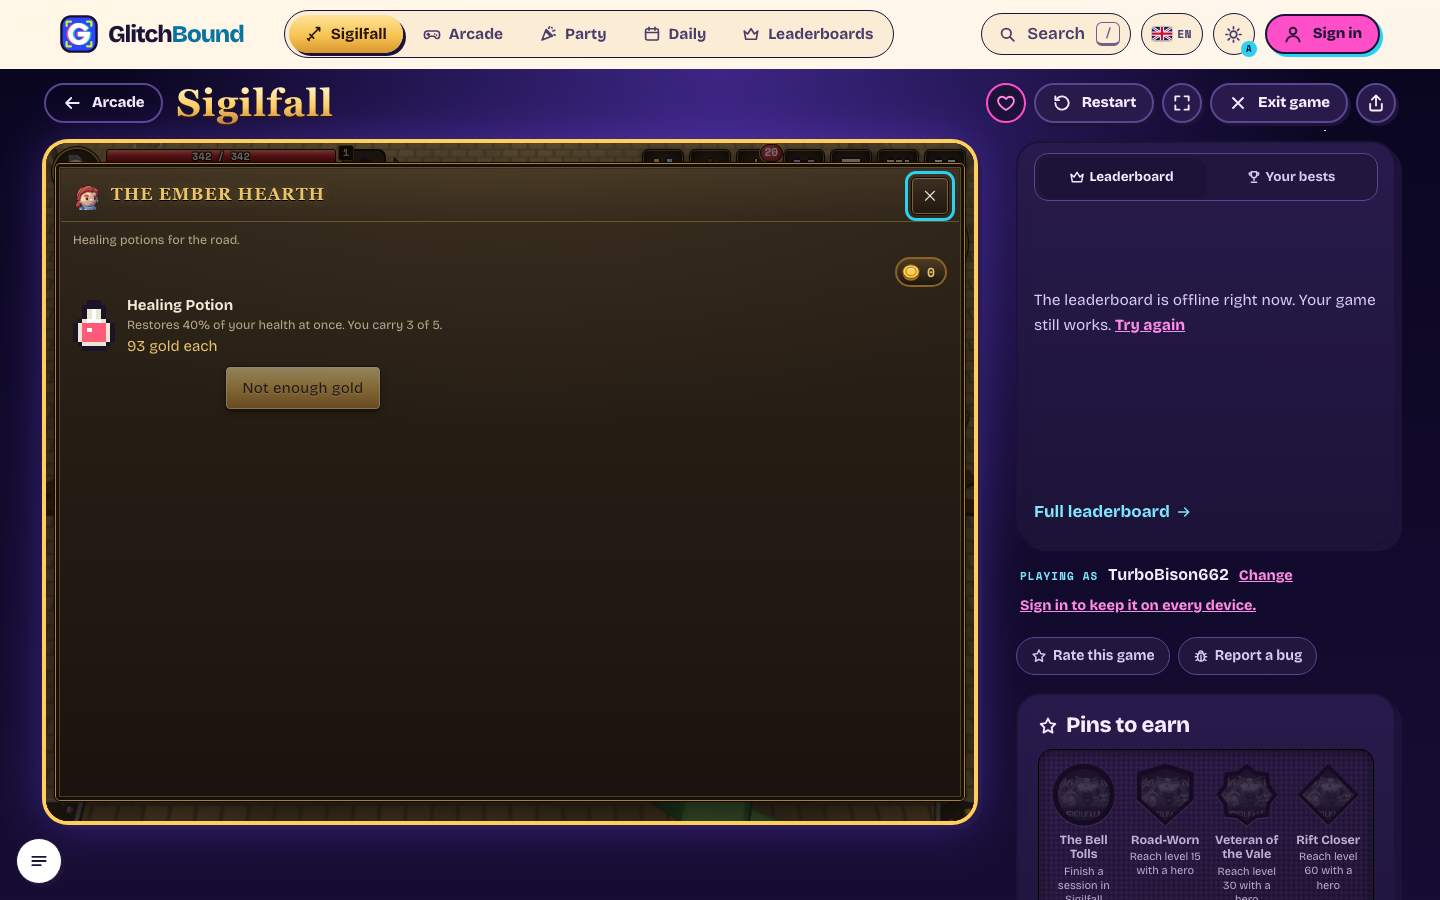 GlitchBound
Sigilfall
Arcade
Party
Daily
Leaderboards
Search /
EN
A
Sign in
Arcade
Sigilfall
Restart
Exit game
342 / 342
1
20
THE EMBER HEARTH
Healing potions for the road.
0
Healing Potion
Restores 40% of your health at once. You carry 3 of 5.
93 gold each
Not enough gold
Leaderboard
Your bests
The leaderboard is offline right now. Your game
still works. Try again
Full leaderboard →
PLAYING AS TurboBison662 Change
Sign in to keep it on every device.
Rate this game
Report a bug
Pins to earn
The Bell
Tolls
Finish a
session in
Sigilfall
Road-Worn
Reach level 15
with a hero
Veteran of
the Vale
Reach level
30 with a
hero
Rift Closer
Reach level
60 with a
hero